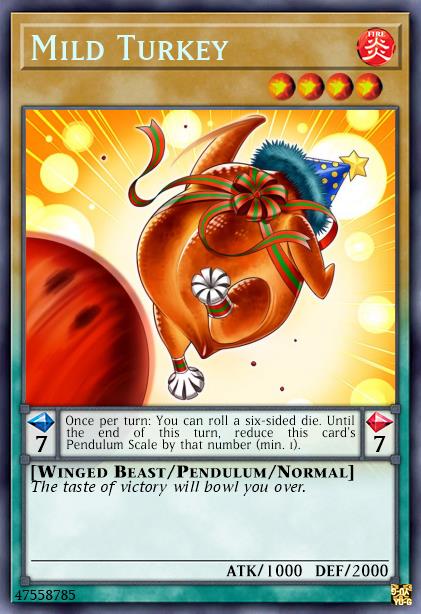 MILD TURKEY
FIRE
炎
Once per turn: You can roll a six-sided die. Until
the end of this turn, reduce this card's
Pendulum Scale by that number (min. 1).
7
7
[WINGED BEAST/PENDULUM/NORMAL]
The taste of victory will bowl you over.
ATK/1000 DEF/2000
47558785